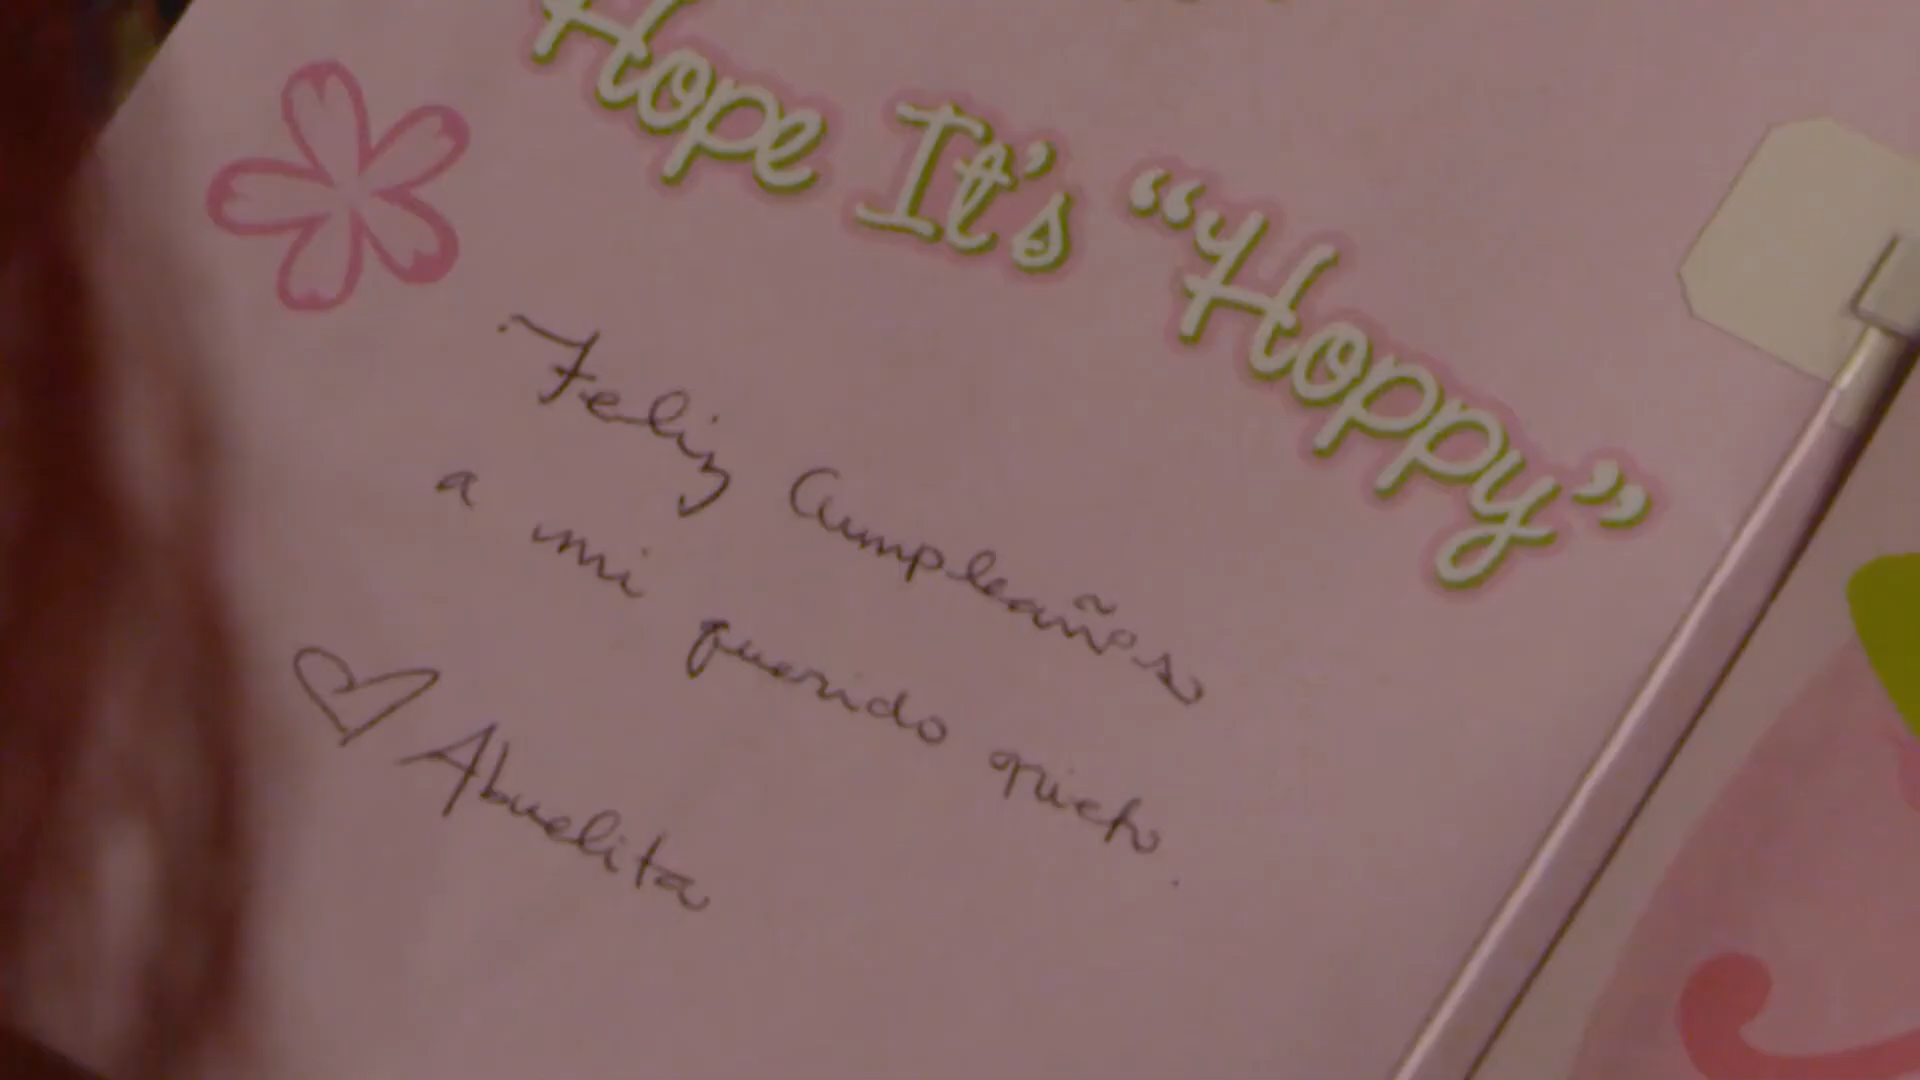 Hope It's “Hoppy”
Feliz Cumpleaños
a mi querido nieto.
Abuelita